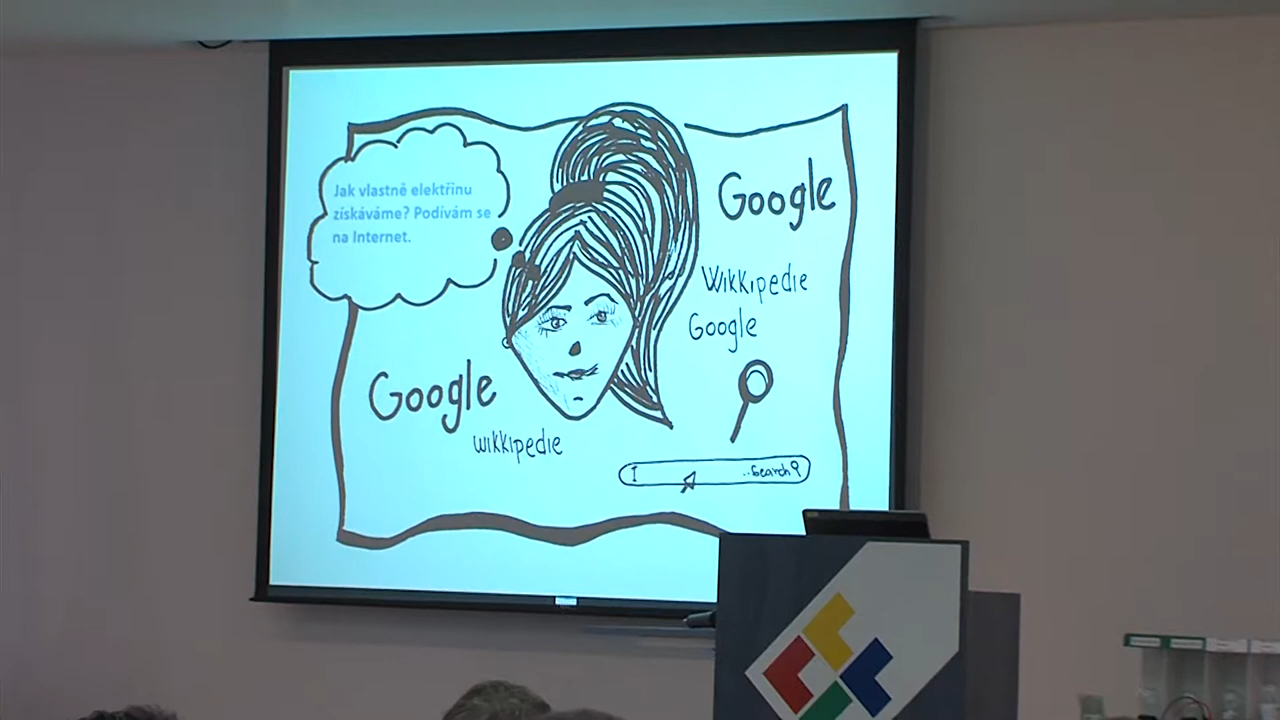 Jak vlastně elektřinu
získáváme? Podívám se
na Internet.
Google
Wikkipedie
Google
Google
wikkipedie
..Search